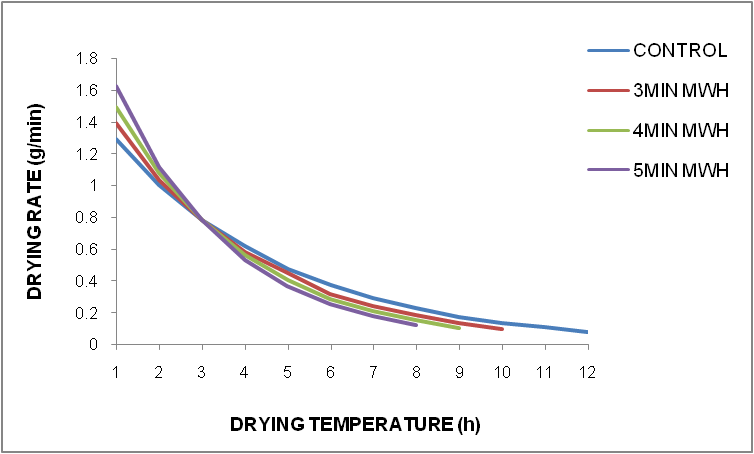 CONTROL
3MIN MWH
4MIN MWH
5MIN MWH
DRYING RATE (g/min)
1.8
1.6
1.4
1.2
1
0.8
0.6
0.4
0.2
0
1 2 3 4 5 6 7 8 9 10 11 12
DRYING TEMPERATURE (h)